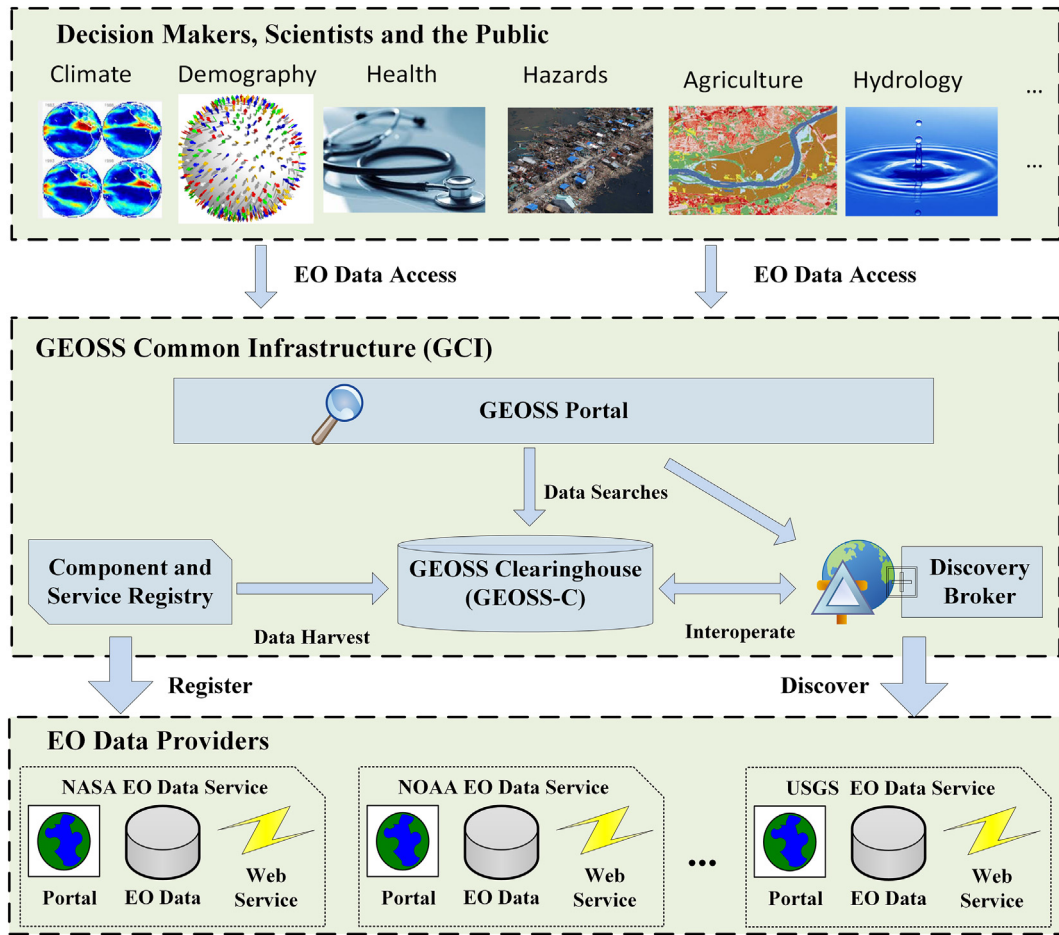 Decision Makers, Scientists and the Public
Climate
Demography
Health
Hazards
Agriculture
Hydrology
...
...
EO Data Access
EO Data Access
GEOSS Common Infrastructure (GCI)
GEOSS Portal
Data Searches
Component and
Service Registry
GEOSS Clearinghouse
(GEOSS-C)
Discovery
Broker
Data Harvest
Interoperate
Register
Discover
EO Data Providers
NASA EO Data Service
Portal
EO Data
Web
Service
NOAA EO Data Service
Portal
EO Data
Web
Service
...
USGS EO Data Service
Portal
EO Data
Web
Service